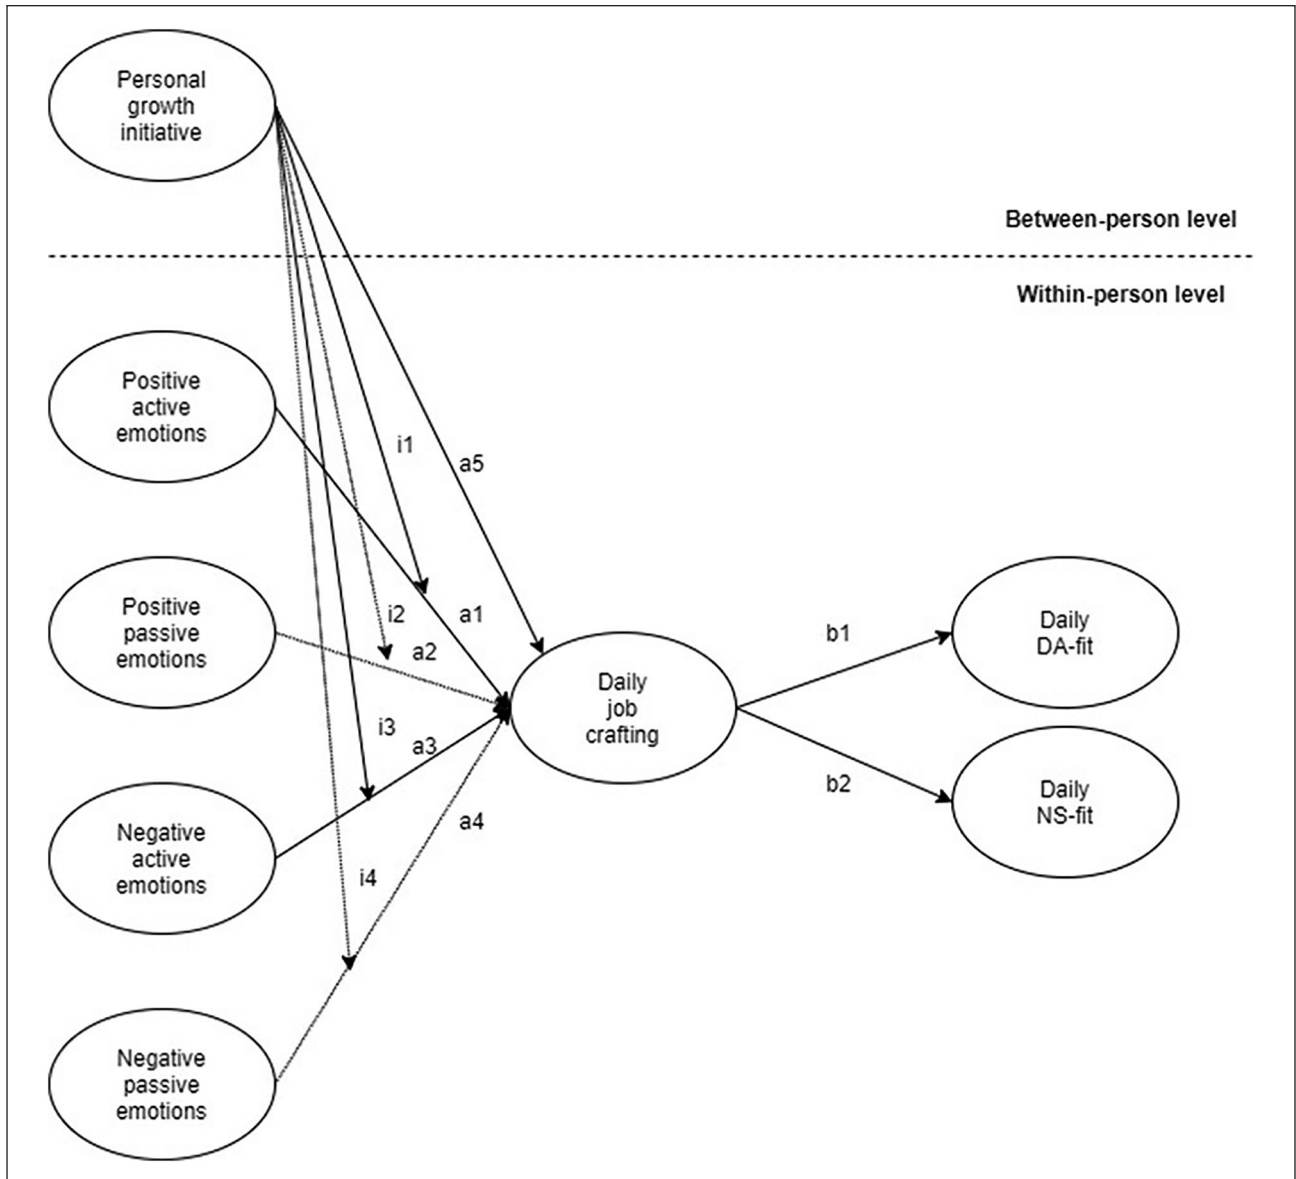 Personal
growth
initiative
Between-person level
Within-person level
Positive
active
emotions
i1
a5
Positive
passive
emotions
i2
a1
a2
Negative
active
emotions
i3
a3
a4
i4
Negative
passive
emotions
Daily
job
crafting
b1
b2
Daily
DA-fit
Daily
NS-fit